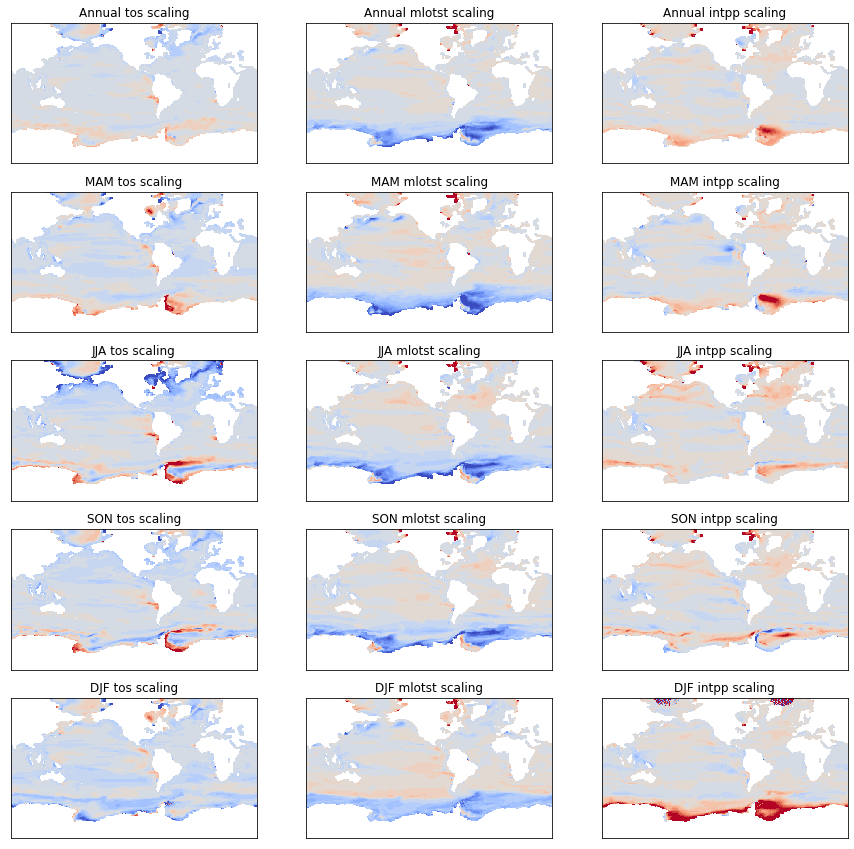 Annual tos scaling
Annual mlotst scaling
Annual intpp scaling
MAM tos scaling
MAM mlotst scaling
MAM intpp scaling
JJA tos scaling
JJA mlotst scaling
JJA intpp scaling
SON tos scaling
SON mlotst scaling
SON intpp scaling
DJF tos scaling
DJF mlotst scaling
DJF intpp scaling